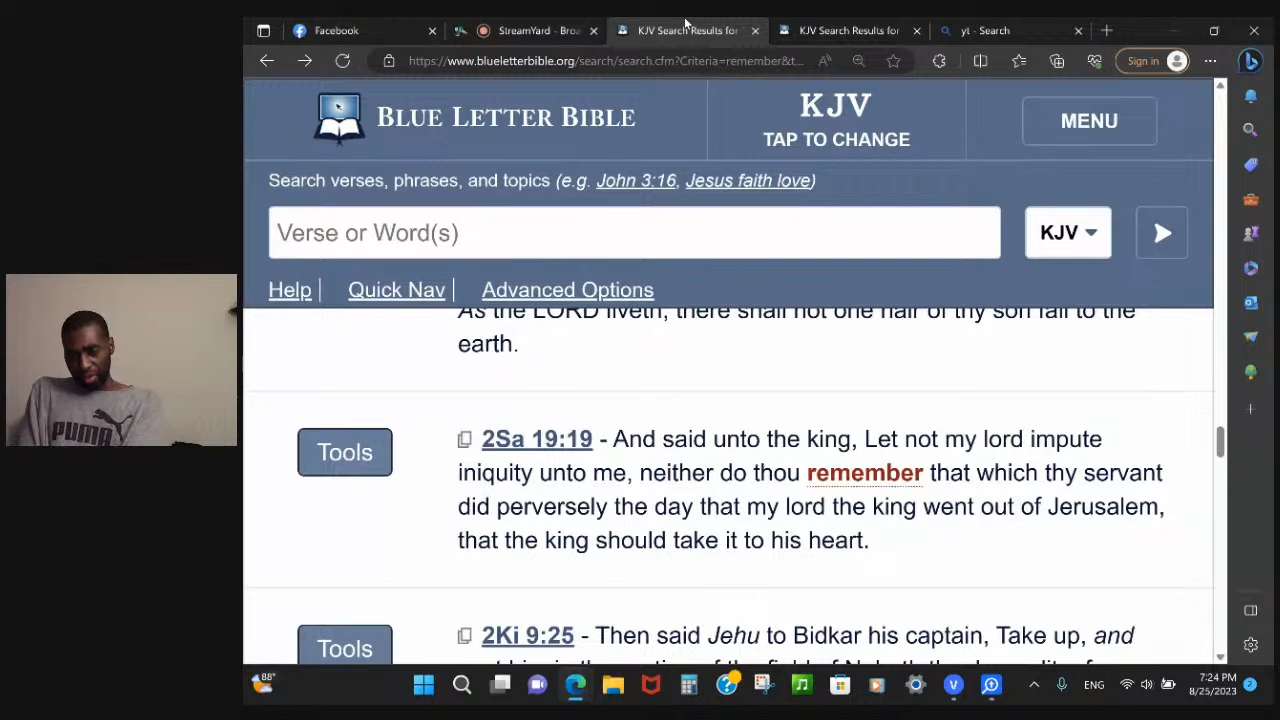 Facebook
StreamYard - Broa
KJV Search Results for
KJV Search Results for
yt - Search
https://www.blueletterbible.org/search/search.cfm?Criteria=remember&t...
Sign in
BLUE LETTER BIBLE
KJV
TAP TO CHANGE
MENU
Search verses, phrases, and topics (e.g. John 3:16, Jesus faith love)
Verse or Word(s)
KJV
Help | Quick Nav | Advanced Options
As the LORD liveth, there shall not one hair of thy son fall to the
earth.
Tools
2Sa 19:19 - And said unto the king, Let not my lord impute
iniquity unto me, neither do thou remember that which thy servant
did perversely the day that my lord the king went out of Jerusalem,
that the king should take it to his heart.
Tools
2Ki 9:25 - Then said Jehu to Bidkar his captain, Take up, and
PUMA
88°
ENG
7:24 PM
8/25/2023
2